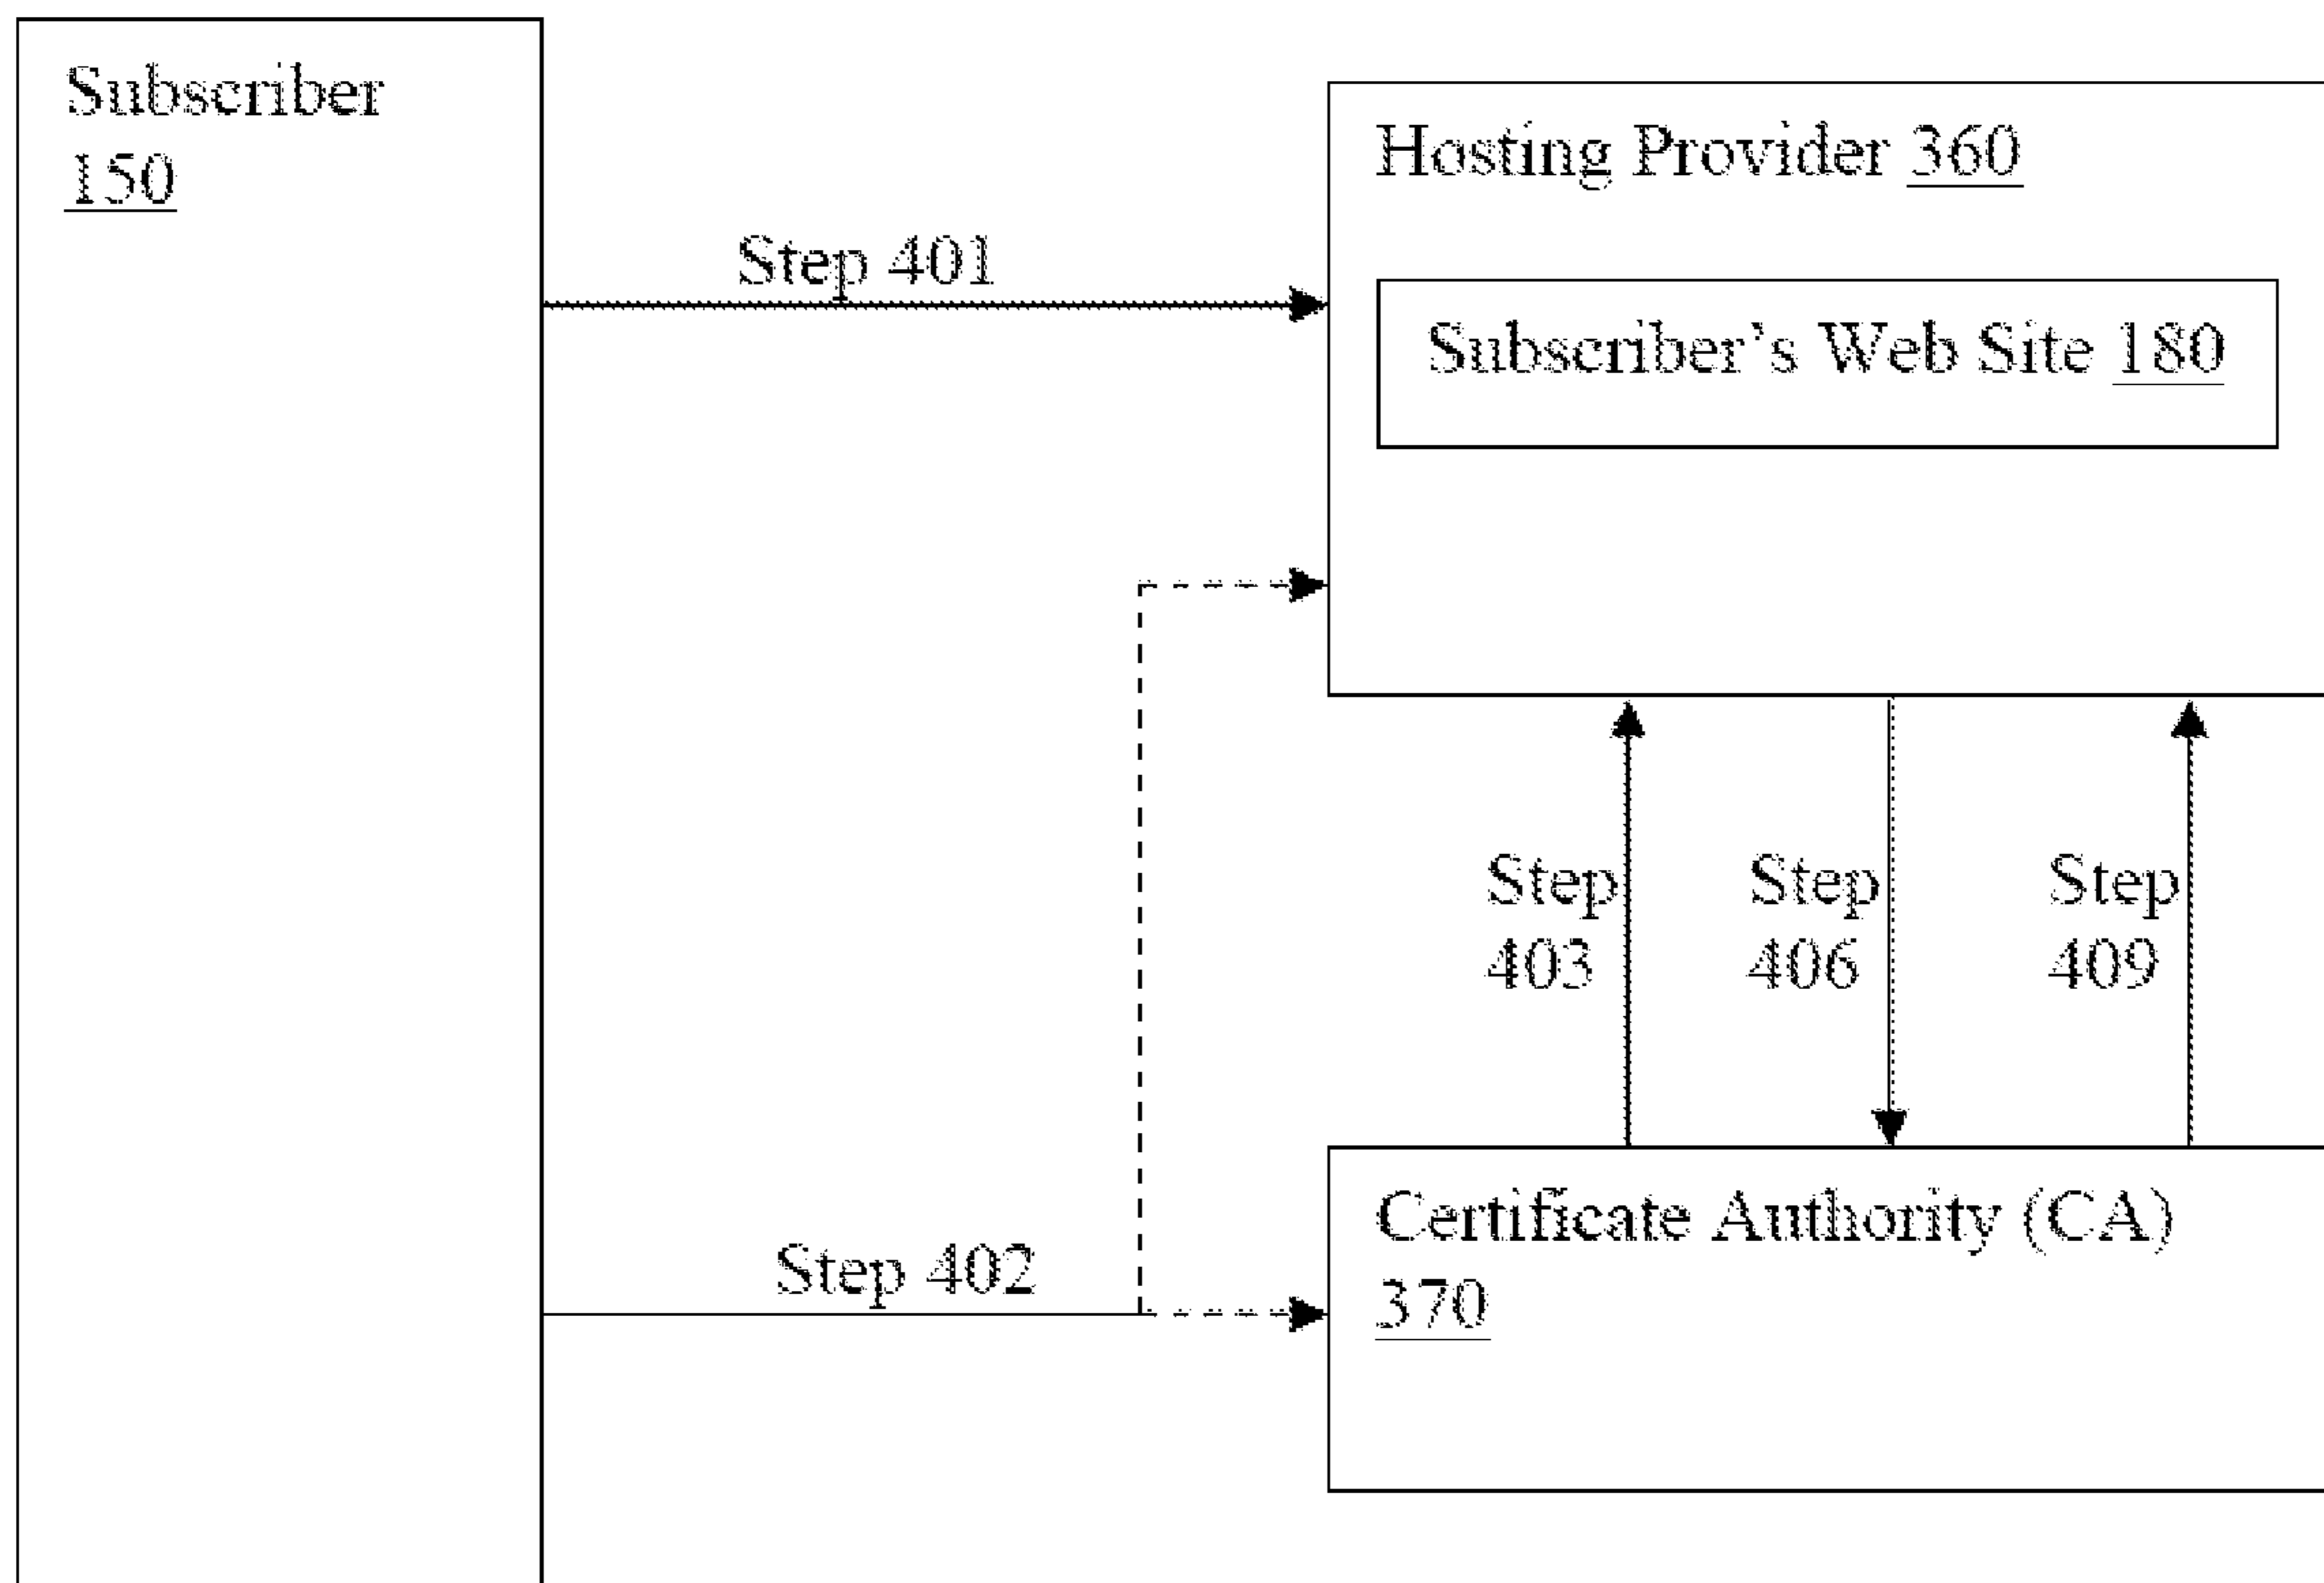 Subscriber
150
Step 401
Hosting Provider 360
Subscriber`s Web Site 180
Step
403
Step
406
Step
409
Step 402
Certificate Authority (CA)
370